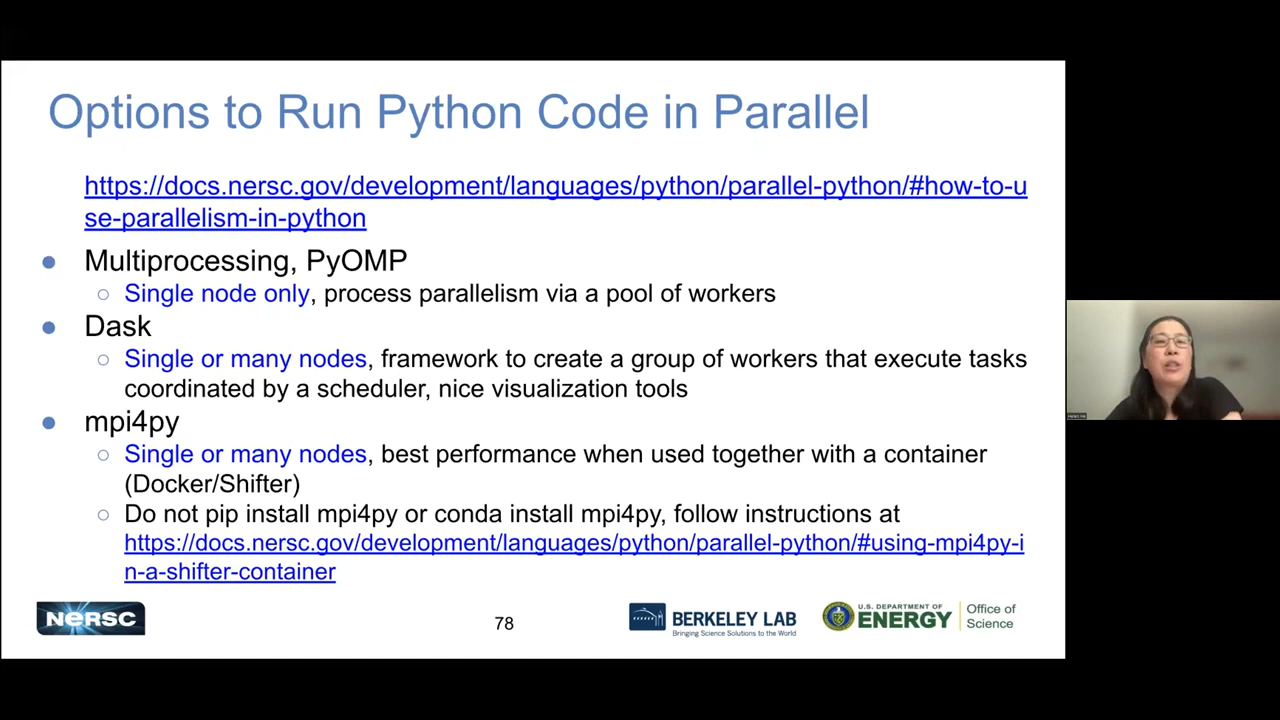 Options to Run Python Code in Parallel
https://docs.nersc.gov/development/languages/python/parallel-python/#how-to-u
se-parallelism-in-python
● Multiprocessing, PyOMP
○ Single node only, process parallelism via a pool of workers
● Dask
○ Single or many nodes, framework to create a group of workers that execute tasks
coordinated by a scheduler, nice visualization tools
● mpi4py
○ Single or many nodes, best performance when used together with a container
(Docker/Shifter)
○ Do not pip install mpi4py or conda install mpi4py, follow instructions at
https://docs.nersc.gov/development/languages/python/parallel-python/#using-mpi4py-i
n-a-shifter-container
NERSC
78
BERKELEY LAB
Bringing Science Solutions to the World
U.S. DEPARTMENT OF
ENERGY
Office of
Science